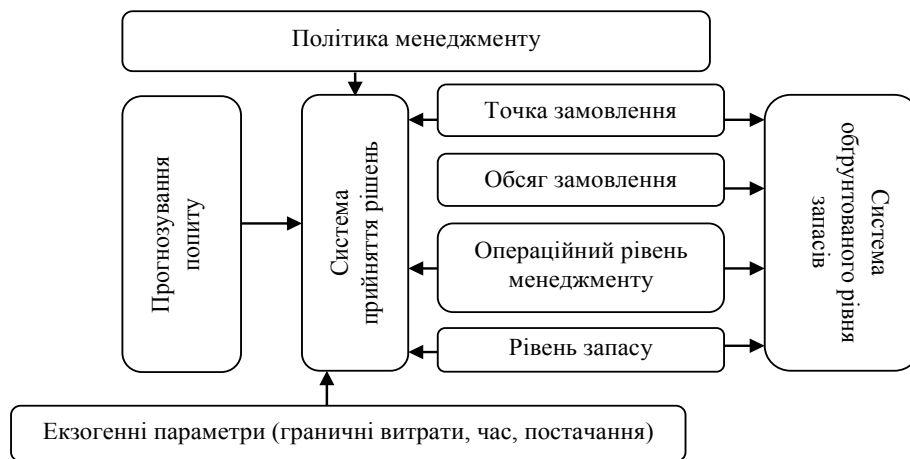 Політика менеджменту
Прогнозування
попиту
Система
прийняття рішень
Точка замовлення
Обсяг замовлення
Операційний рівень
менеджменту
Рівень запасу
Система
обґрунтованого рівня
запасів
Екзогенні параметри (граничні витрати, час, постачання)